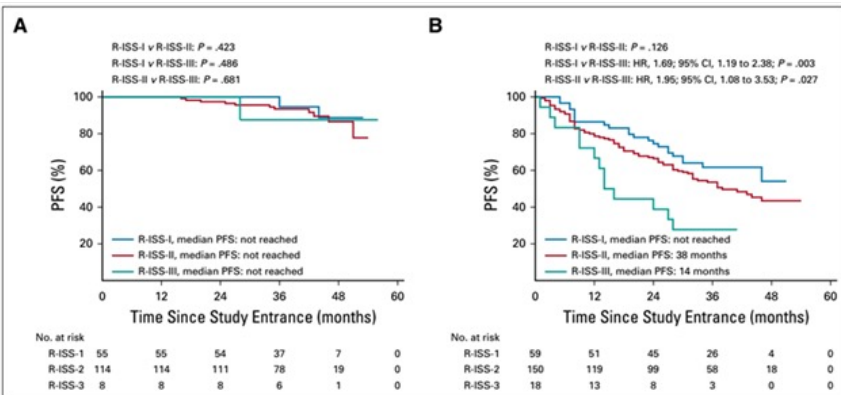 A
R-ISS-I v R-ISS-II: P = .423
R-ISS-I v R-ISS-III: P = .486
R-ISS-II v R-ISS-III: P = .681
100
80
60
40
20
PFS (%)
R-ISS-I, median PFS: not reached
R-ISS-II, median PFS: not reached
R-ISS-III, median PFS: not reached
0 12 24 36 48 60
Time Since Study Entrance (months)
No. at risk
R-ISS-1 55 55 54 37 7 0
R-ISS-2 114 114 111 78 19 0
R-ISS-3 8 8 8 6 1 0
B
R-ISS-I v R-ISS-II: P = .126
R-ISS-I v R-ISS-III: HR, 1.69; 95% CI, 1.19 to 2.38; P = .003
R-ISS-II v R-ISS-III: HR, 1.95; 95% CI, 1.08 to 3.53; P = .027
100
80
60
40
20
PFS (%)
R-ISS-I, median PFS: not reached
R-ISS-II, median PFS: 38 months
R-ISS-III, median PFS: 14 months
0 12 24 36 48 60
Time Since Study Entrance (months)
No. at risk
R-ISS-1 59 51 45 26 4 0
R-ISS-2 150 119 99 58 18 0
R-ISS-3 18 13 8 3 0 0